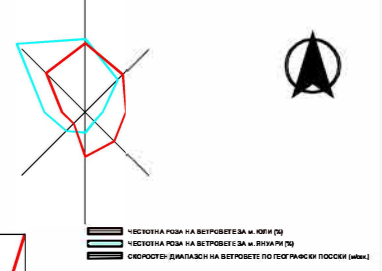 ЧЕСТОТНА РОЗА НА ВЕТРОВЕТЕ ЗА м. ЮЛИ (%)
ЧЕСТОТНА РОЗА НА ВЕТРОВЕТЕ ЗА м. ЯНУАРИ (%)
СКОРОСТЕН ДИАПАЗОН НА ВЕТРОВЕТЕ ПО ГЕОГРАФСКИ ПОСОКИ [м/сек.]